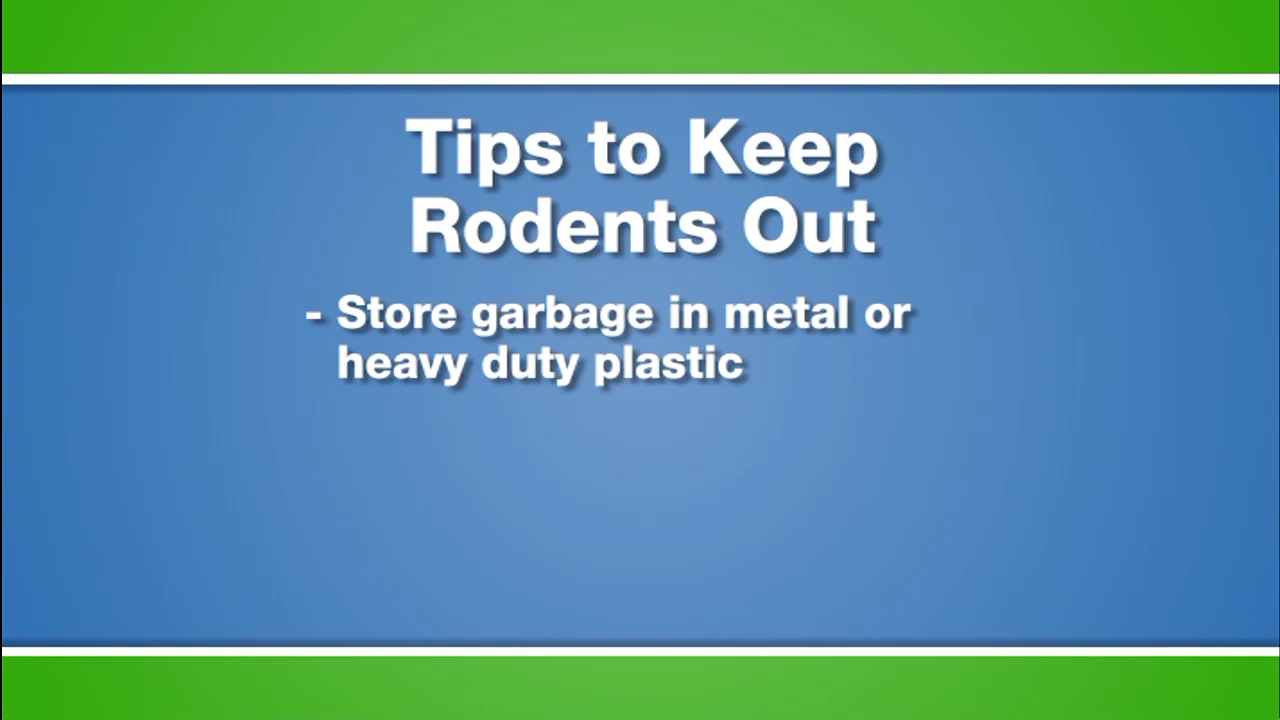 Tips to Keep
Rodents Out
- Store garbage in metal or
heavy duty plastic